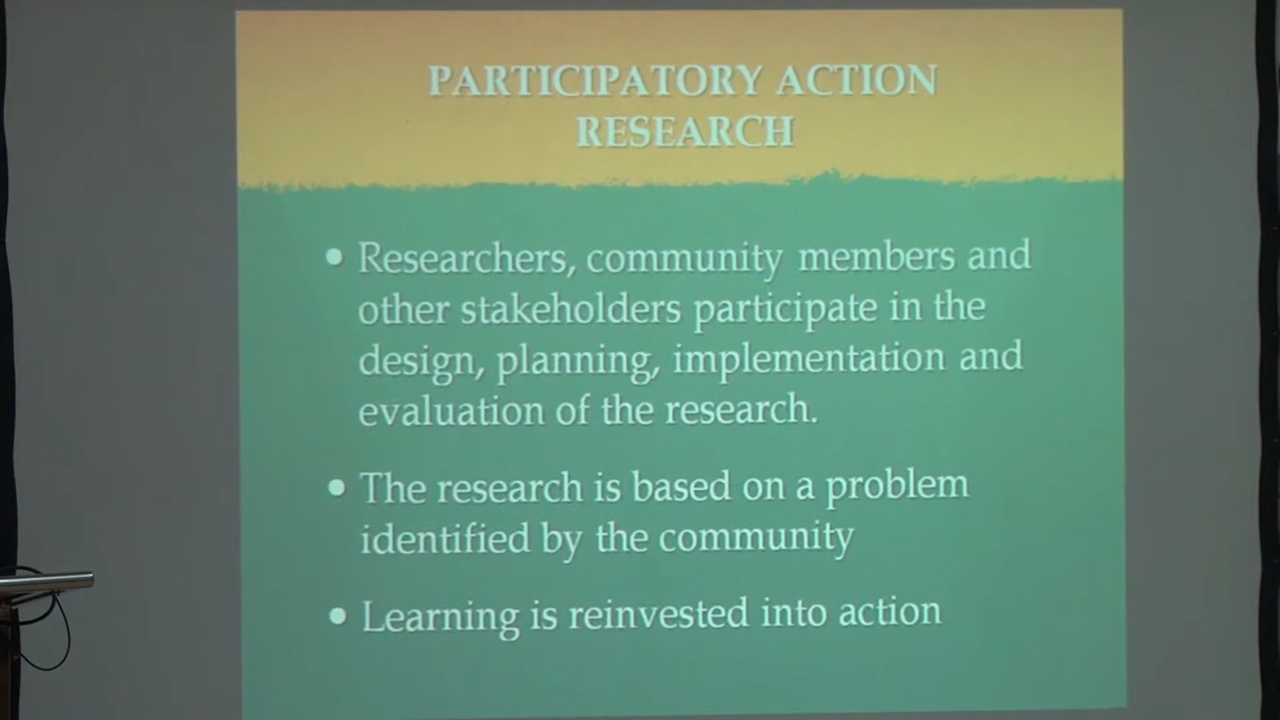 PARTICIPATORY ACTION
RESEARCH
• Researchers, community members and
other stakeholders participate in the
design, planning, implementation and
evaluation of the research.
• The research is based on a problem
identified by the community
• Learning is reinvested into action